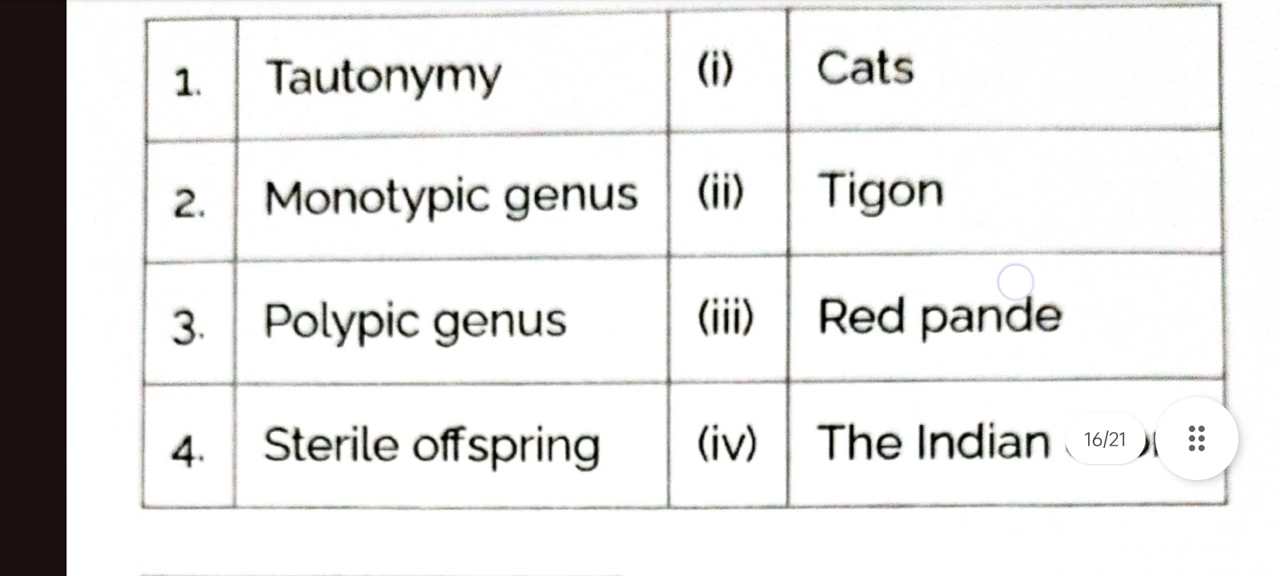 1. Tautonymy (i) Cats
2. Monotypic genus (ii) Tigon
3. Polypic genus (iii) Red pande
4. Sterile offspring (iv) The Indian
16/21